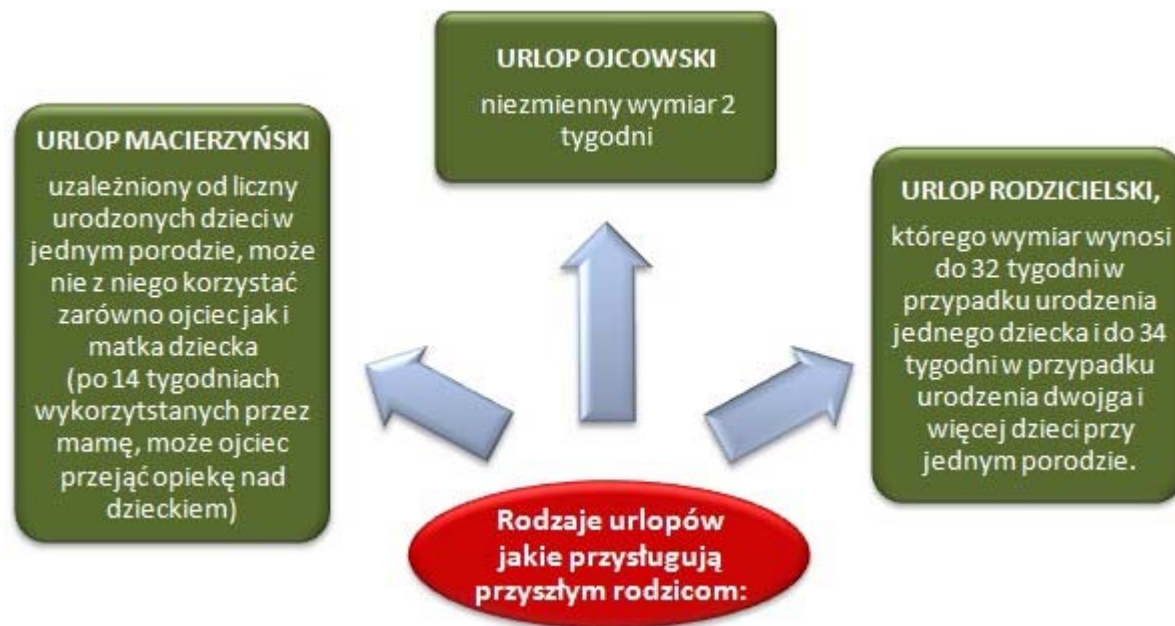 URLOP OJCOWSKI
niezmienny wymiar 2
tygodni
URLOP MACIERZYŃSKI
uzależniony od liczny
urodzonych dzieci w
jednym porodzie, może
nie z niego korzystać
zarówno ojciec jak i
matka dziecka
(po 14 tygodniach
wykorzytstanych przez
mamę, może ojciec
przejąć opiekę nad
dzieckiem)
URLOP RODZICIELSKI,
którego wymiar wynosi
do 32 tygodni w
przypadku urodzenia
jednego dziecka i do 34
tygodni w przypadku
urodzenia dwojga i
więcej dzieci przy
jednym porodzie.
Rodzaje urlopów
jakie przysługują
przyszłym rodzicom: